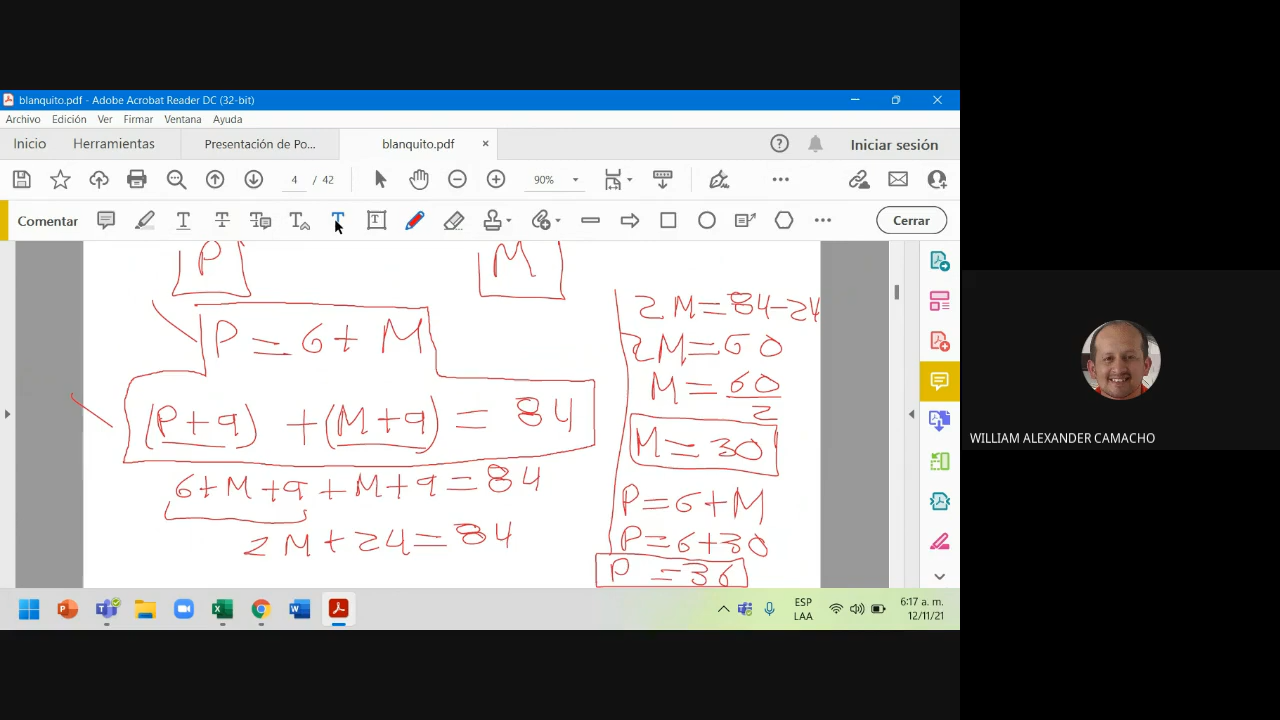 blanquito.pdf - Adobe Acrobat Reader DC (32-bit)
Archivo Edición Ver Firmar Ventana Ayuda
Inicio Herramientas Presentación de Po... blanquito.pdf × Iniciar sesión
4 / 42 90%
Comentar Cerrar
P M
P = 6 + M
(P+9) + (M+9) = 84
6+M+9+M+9=84
2M+24=84
2M=84-24
2M=60
M=60/2
M=30
P=6+M
P=6+30
P=36
WILLIAM ALEXANDER CAMACHO
ESP
LAA
6:17 a. m.
12/11/21